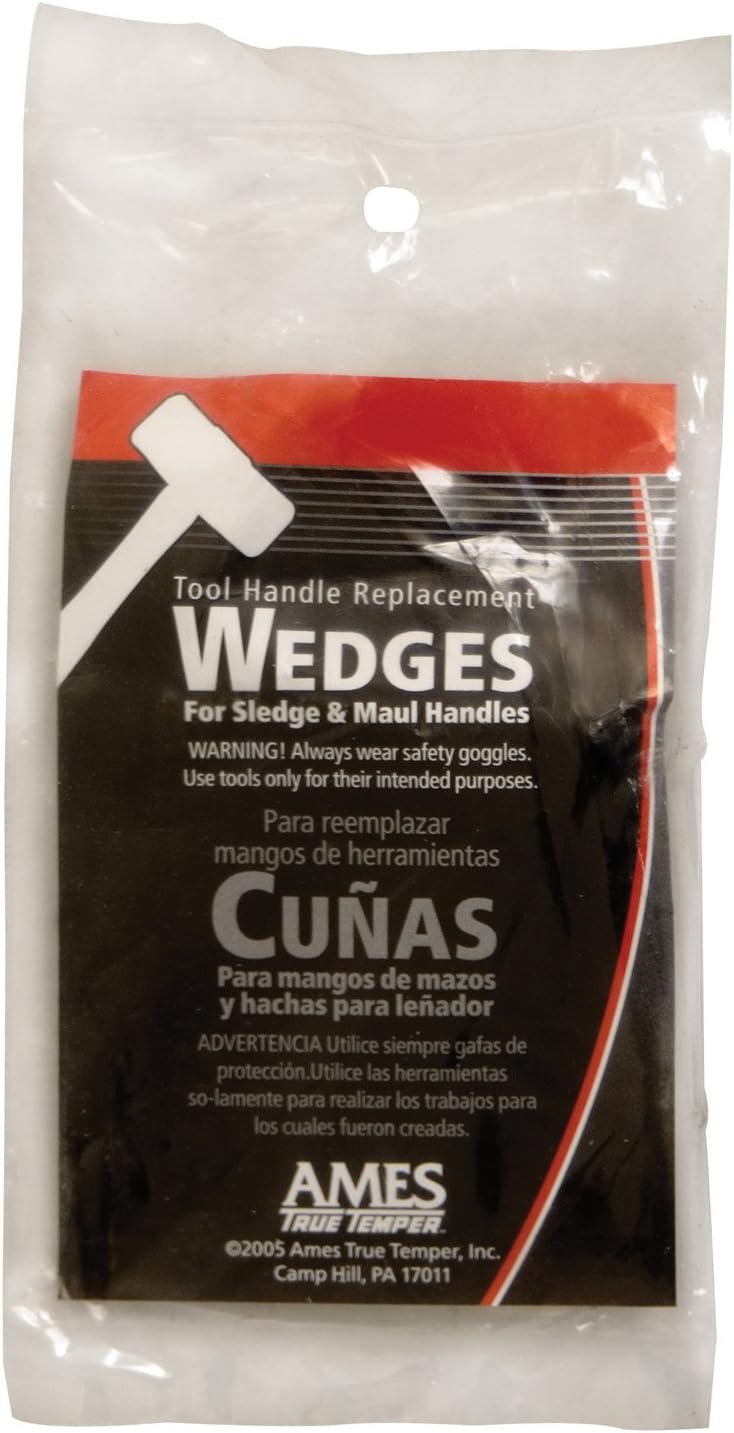 Tool Handle Replacement
WEDGES
For Sledge & Maul Handles
WARNING! Always wear safety goggles.
Use tools only for their intended purposes.
Para reemplazar
mangos de herramientas
CUÑAS
Para mangos de mazos
y hachas para leñador
ADVERTENCIA Utilice siempre gafas de
protección.Utilice las herramientas
so-lamente para realizar los trabajos para
los cuales fueron creadas.
AMES
TRUE TEMPER™
©2005 Ames True Temper, Inc.
Camp Hill, PA 17011